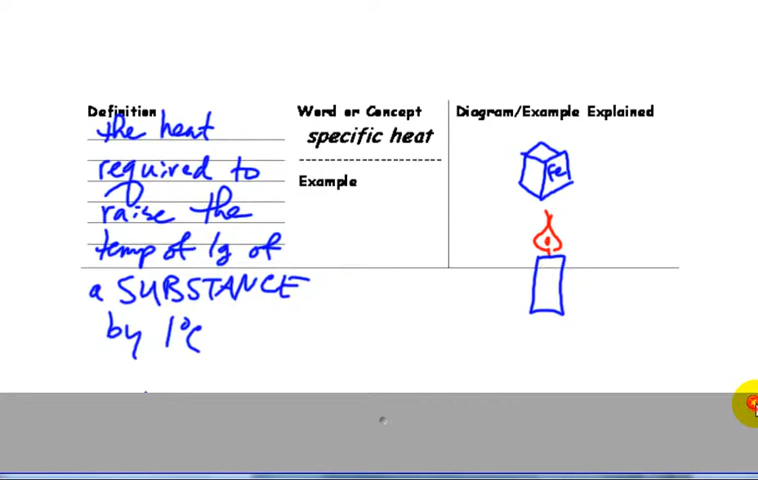 Definition
the heat
required to
raise the
temp of 1g of
a SUBSTANCE
by 1°C
Word or Concept
specific heat
Example
Diagram/Example Explained
Fe